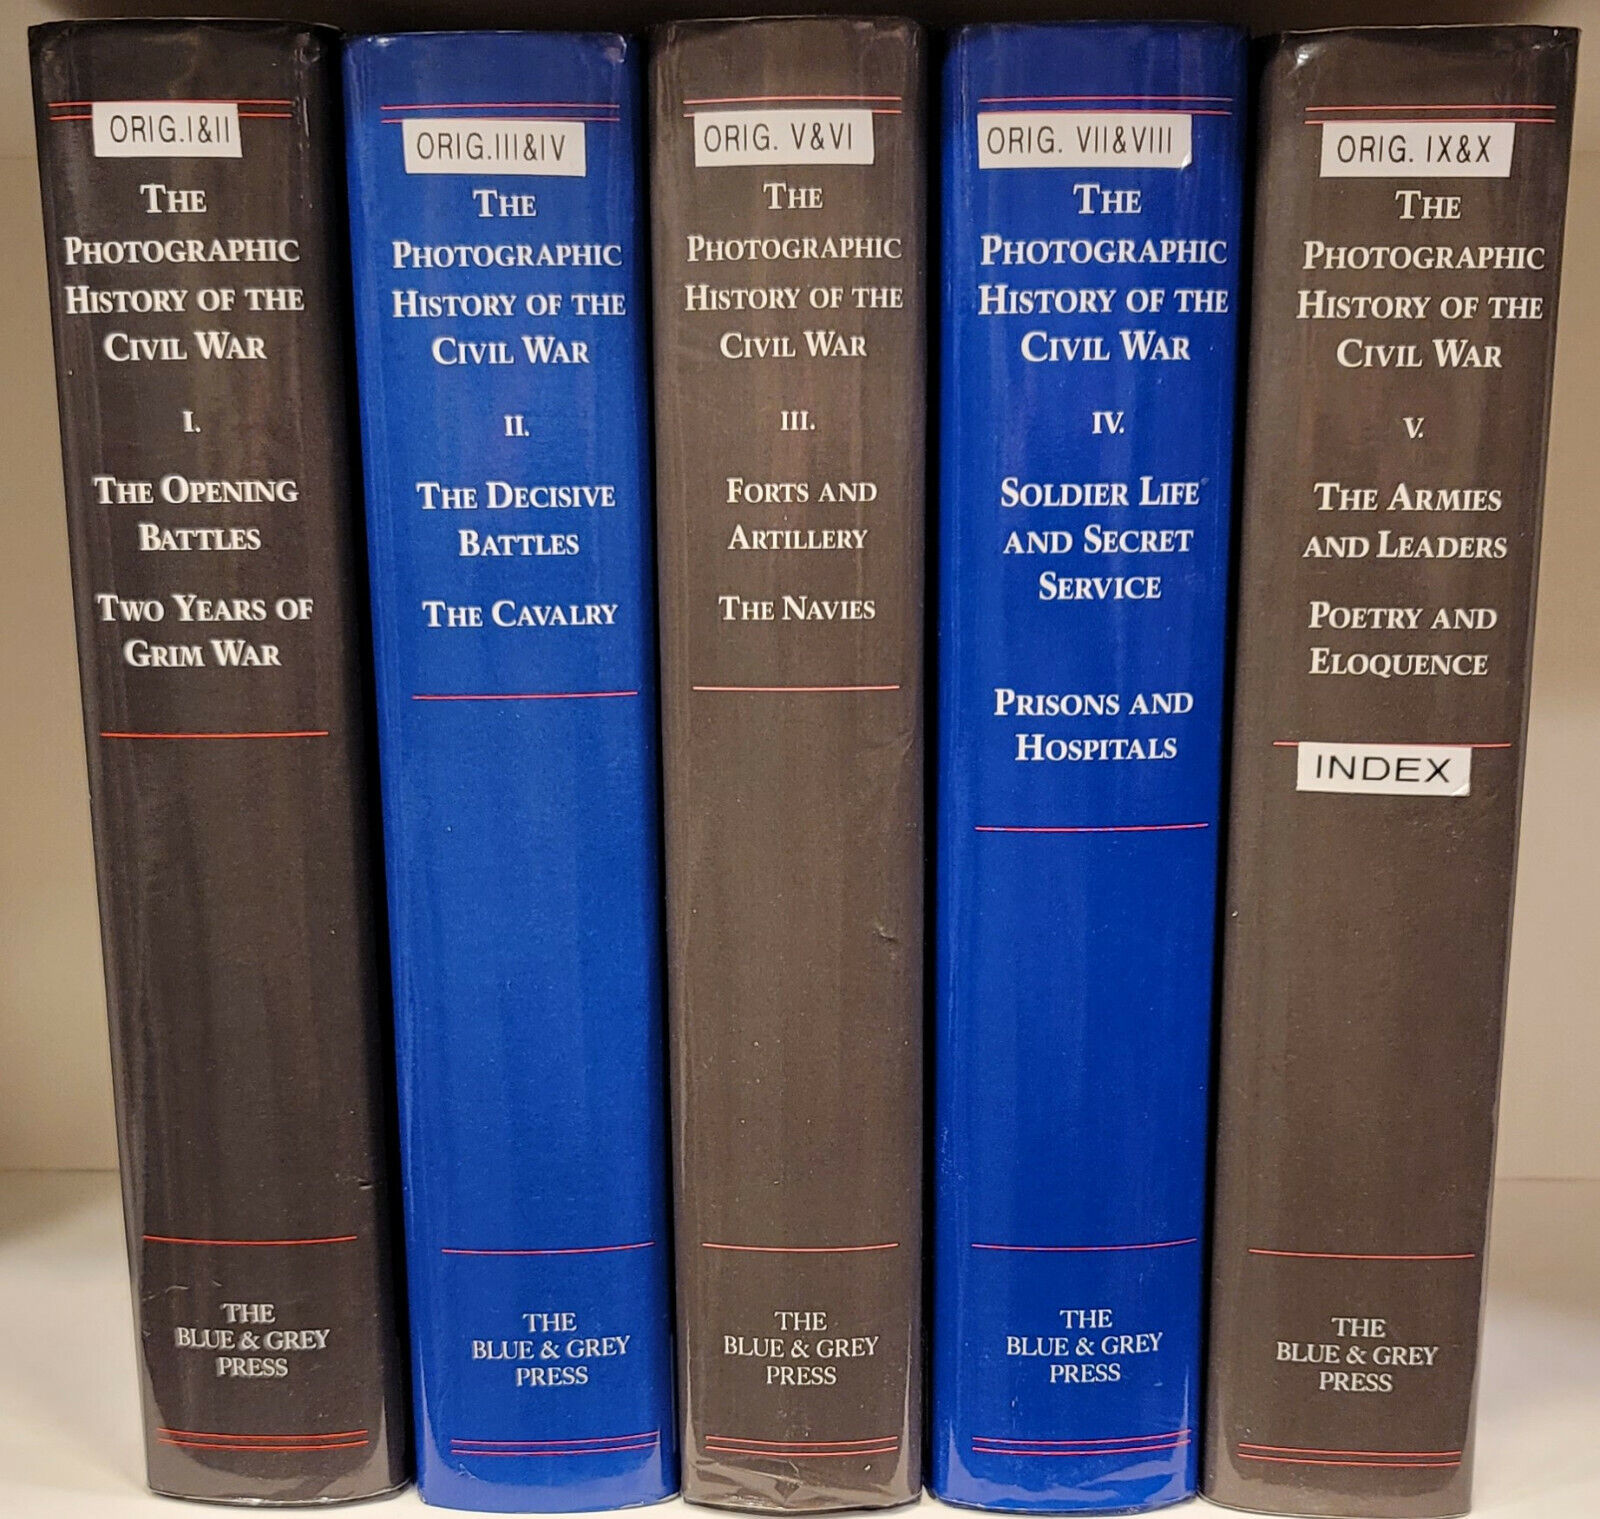 ORIG.I&II
THE
PHOTOGRAPHIC
HISTORY OF THE
CIVIL WAR
I.
THE OPENING
BATTLES
TWO YEARS OF
GRIM WAR
THE
BLUE & GREY
PRESS
ORIG.III&IV
THE
PHOTOGRAPHIC
HISTORY OF THE
CIVIL WAR
II.
THE DECISIVE
BATTLES
THE CAVALRY
THE
BLUE & GREY
PRESS
ORIG. V&VI
THE
PHOTOGRAPHIC
HISTORY OF THE
CIVIL WAR
III.
FORTS AND
ARTILLERY
THE NAVIES
THE
BLUE & GREY
PRESS
ORIG. VII&VIII
THE
PHOTOGRAPHIC
HISTORY OF THE
CIVIL WAR
IV.
SOLDIER LIFE
AND SECRET
SERVICE
PRISONS AND
HOSPITALS
THE
BLUE & GREY
PRESS
ORIG. IX&X
THE
PHOTOGRAPHIC
HISTORY OF THE
CIVIL WAR
V.
THE ARMIES
AND LEADERS
POETRY AND
ELOQUENCE
INDEX
THE
BLUE & GREY
PRESS